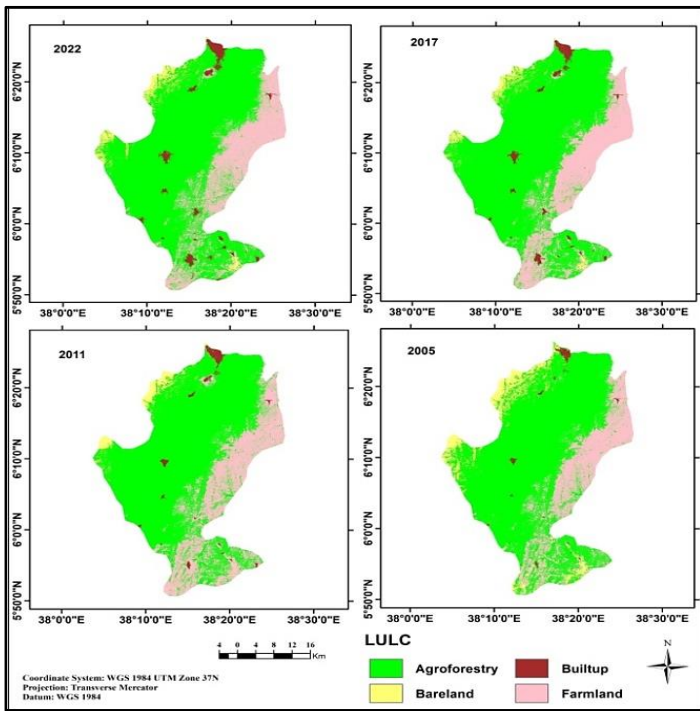 2022
2017
6°20'0"N
6°10'0"N
6°0'0"N
5°50'0"N
6°20'0"N
6°10'0"N
6°0'0"N
5°50'0"N
38°0'0"E 38°10'0"E 38°20'0"E 38°30'0"E
38°0'0"E 38°10'0"E 38°20'0"E 38°30'0"E
2011
2005
6°20'0"N
6°10'0"N
6°0'0"N
5°50'0"N
6°20'0"N
6°10'0"N
6°0'0"N
5°50'0"N
38°0'0"E 38°10'0"E 38°20'0"E 38°30'0"E
38°0'0"E 38°10'0"E 38°20'0"E 38°30'0"E
4 2 0 4 8 12 16
Km
Coordinate System: WGS 1984 UTM Zone 37N
Projection: Transverse Mercator
Datum: WGS 1984
LULC
Agroforestry Builtup
Bareland Farmland
N